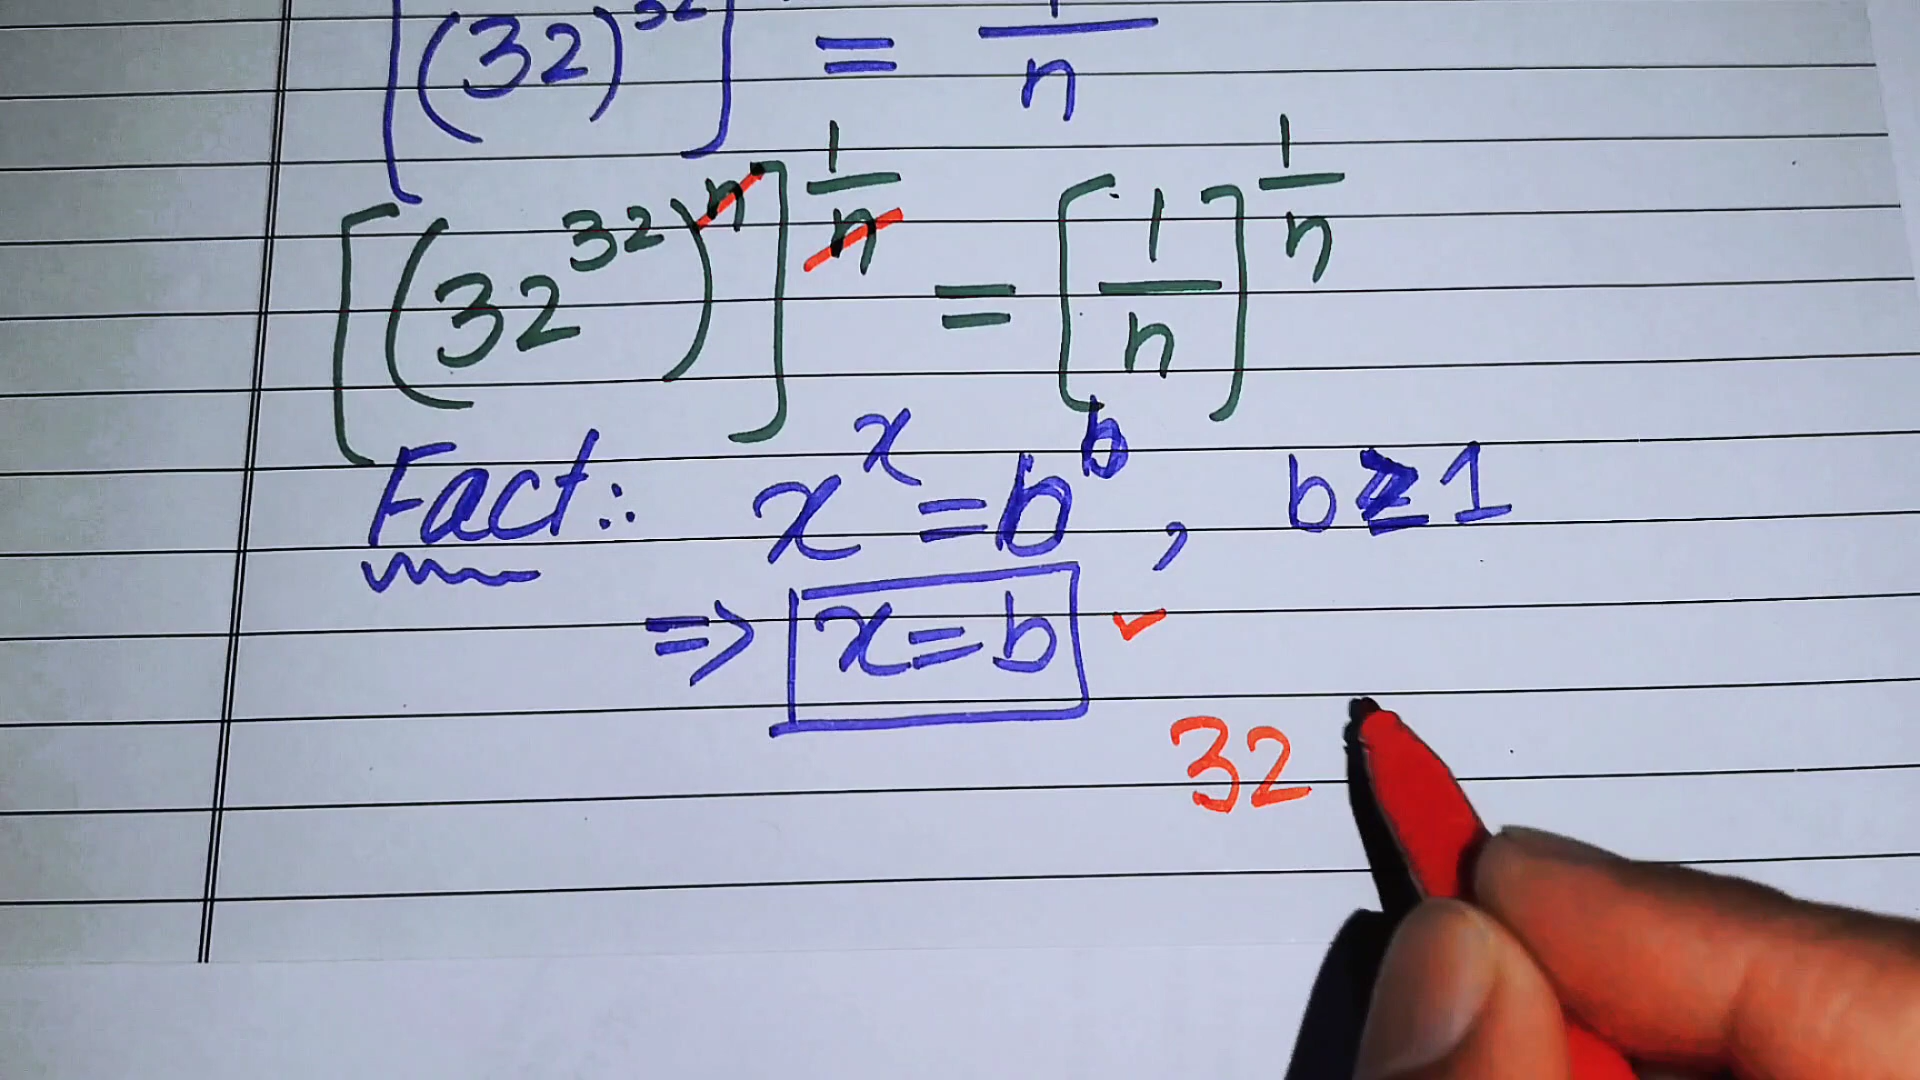 [(32)^32] = 1/n
[(32^32)^n]^(1/n) = [1/n]^(1/n)
Fact:. x^x = b^b , b≥1
=> x=b ✓
32